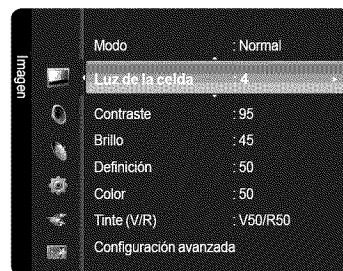 Imagen
Modo : Normal
Luz de la celda : 4
Contraste : 95
Brillo : 45
Definición : 50
Color : 50
Tinte (V/R) : V50/R50
Configuración avanzada